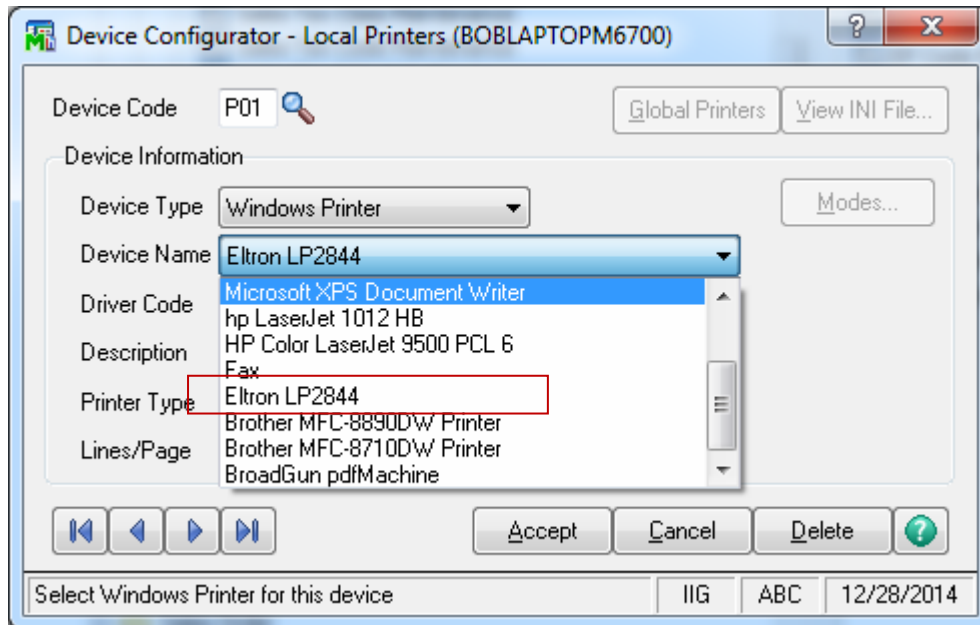 Device Configurator - Local Printers (BOBLAPTOPM6700)
Device Code P01 Global Printers View INI File...
Device Information
Device Type Windows Printer Modes...
Device Name Eltron LP2844
Microsoft XPS Document Writer
Driver Code
hp LaserJet 1012 HB
HP Color LaserJet 9500 PCL 6
Description
Fax
Eltron LP2844
Printer Type
Brother MFC-8890DW Printer
Brother MFC-8710DW Printer
Lines/Page
BroadGun pdfMachine
Accept Cancel Delete
Select Windows Printer for this device IIG ABC 12/28/2014